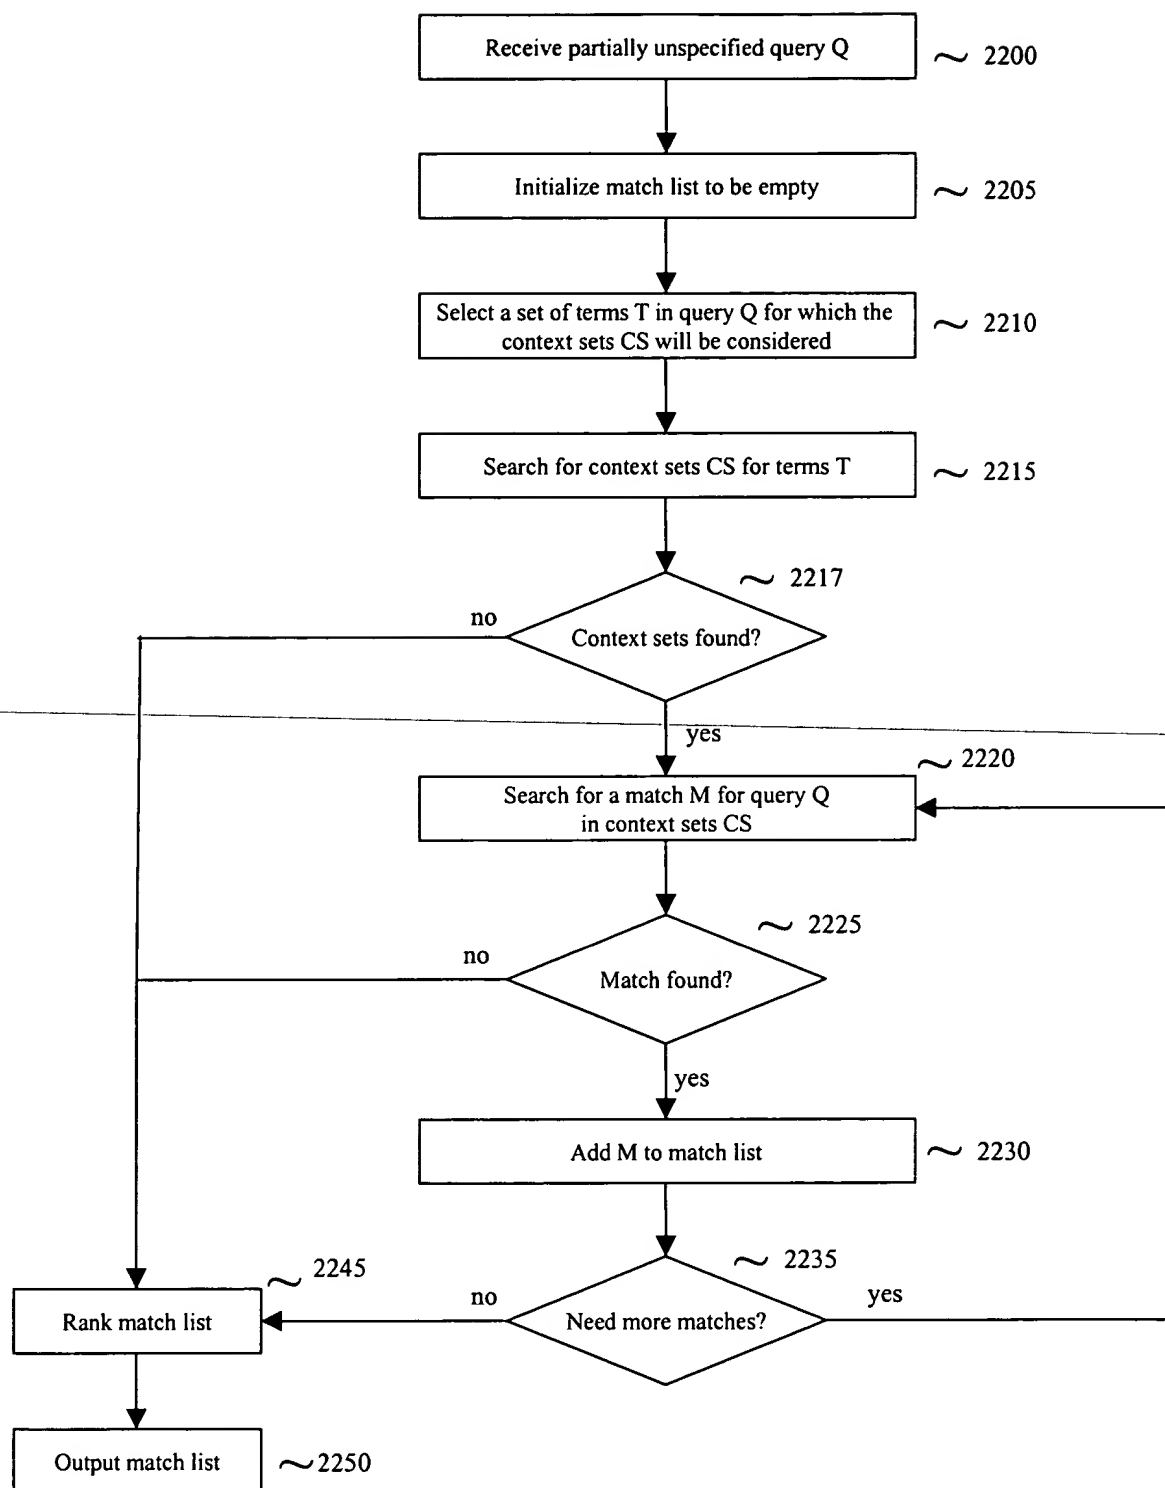 Receive partially unspecified query Q
2200
Initialize match list to be empty
2205
Select a set of terms T in query Q for which the
context sets CS will be considered
2210
Search for context sets CS for terms T
2215
2217
no
Context sets found?
yes
2220
Search for a match M for query Q
in context sets CS
2225
no
Match found?
yes
Add M to match list
2230
2235
2245
no
yes
Need more matches?
Rank match list
Output match list
2250